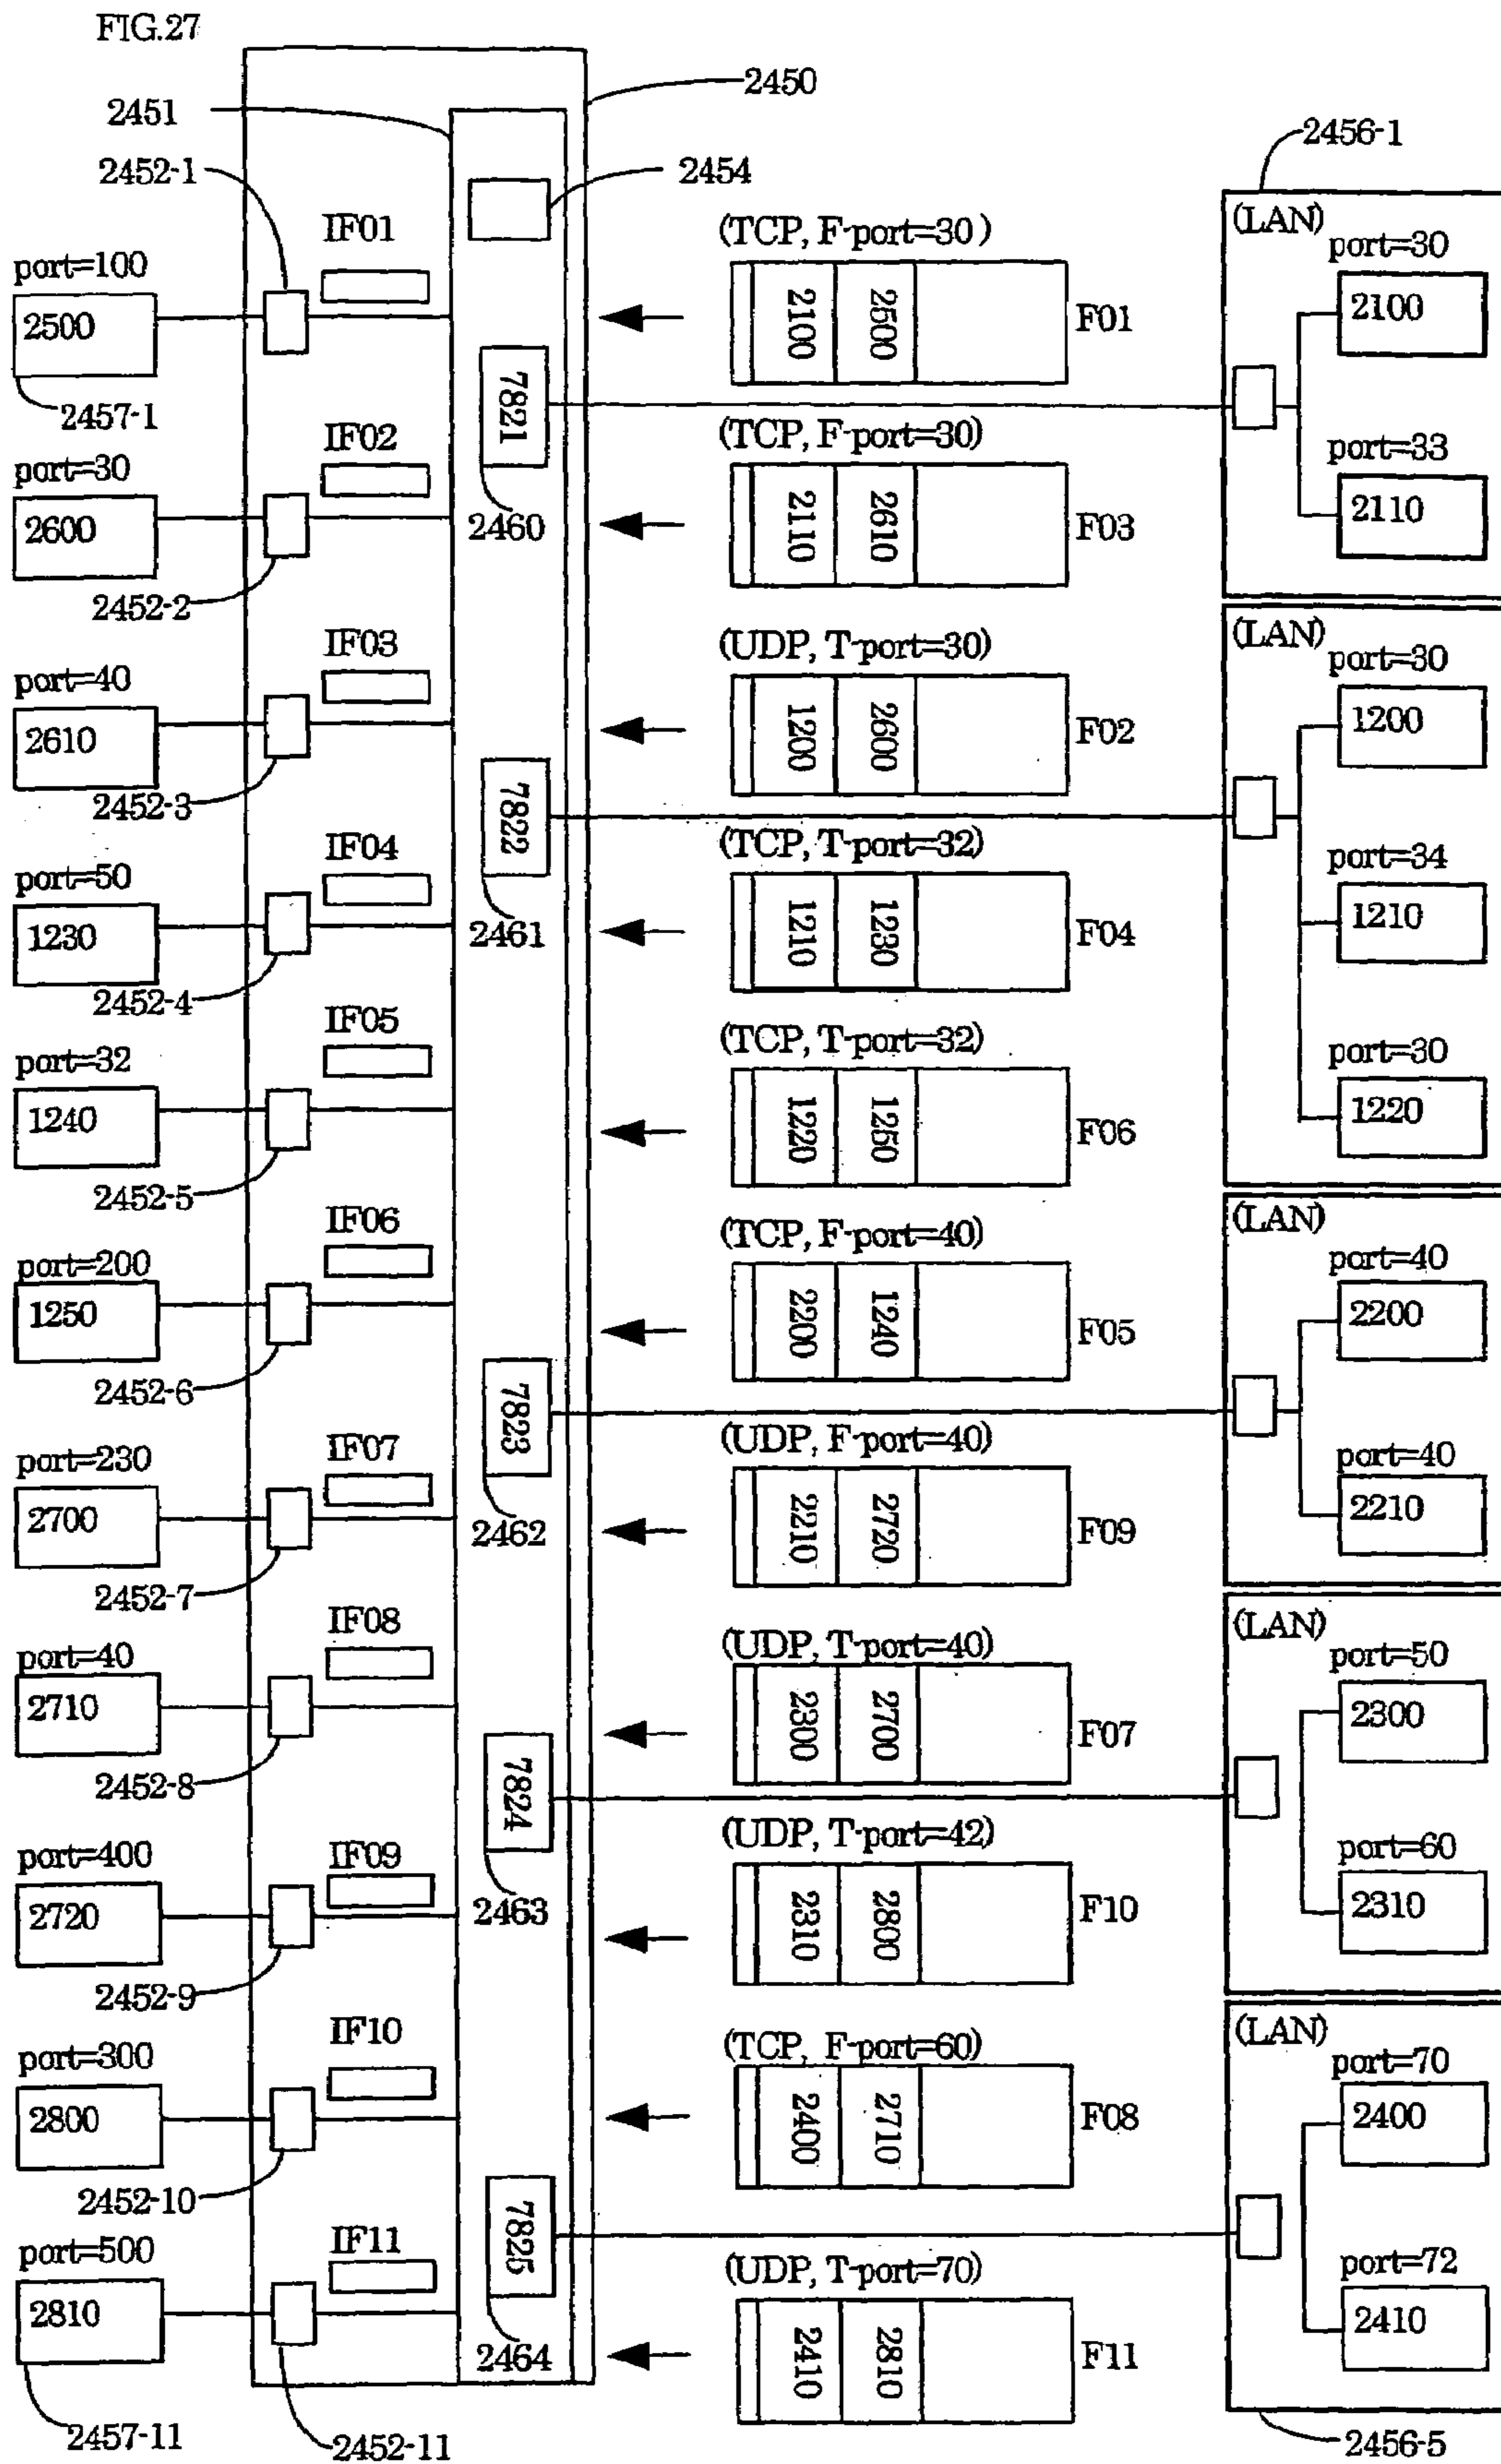 FIG.27
2450
2451
2452-1
2454
2456-1
IF01
port=100
2500
2457-1
IF02
port=30
2600
2452-2
IF03
port=40
2610
2452-3
IF04
port=50
1230
2452-4
IF05
port=32
1240
2452-5
IF06
port=200
1250
2452-6
IF07
port=230
2700
2452-7
IF08
port=40
2710
2452-8
IF09
port=400
2720
2452-9
IF10
port=300
2800
2452-10
IF11
port=500
2810
2457-11
2452-11
7821
2460
7822
2461
7823
2462
7824
2463
7825
2464
(TCP, F-port=30)
2100
2500
F01
(TCP, F-port=30)
2110
2610
F03
(UDP, T-port=30)
1200
2600
F02
(TCP, T-port=32)
1210
1230
F04
(TCP, T-port=32)
1220
1250
F06
(TCP, F-port=40)
2200
1240
F05
(UDP, F-port=40)
2210
2720
F09
(UDP, T-port=40)
2300
2700
F07
(UDP, T-port=42)
2310
2800
F10
(TCP, F-port=60)
2400
2710
F08
(UDP, T-port=70)
2410
2810
F11
(LAN)
port=30
2100
port=33
2110
(LAN)
port=30
1200
port=34
1210
port=30
1220
(LAN)
port=40
2200
port=40
2210
(LAN)
port=50
2300
port=60
2310
(LAN)
port=70
2400
port=72
2410
2456-5